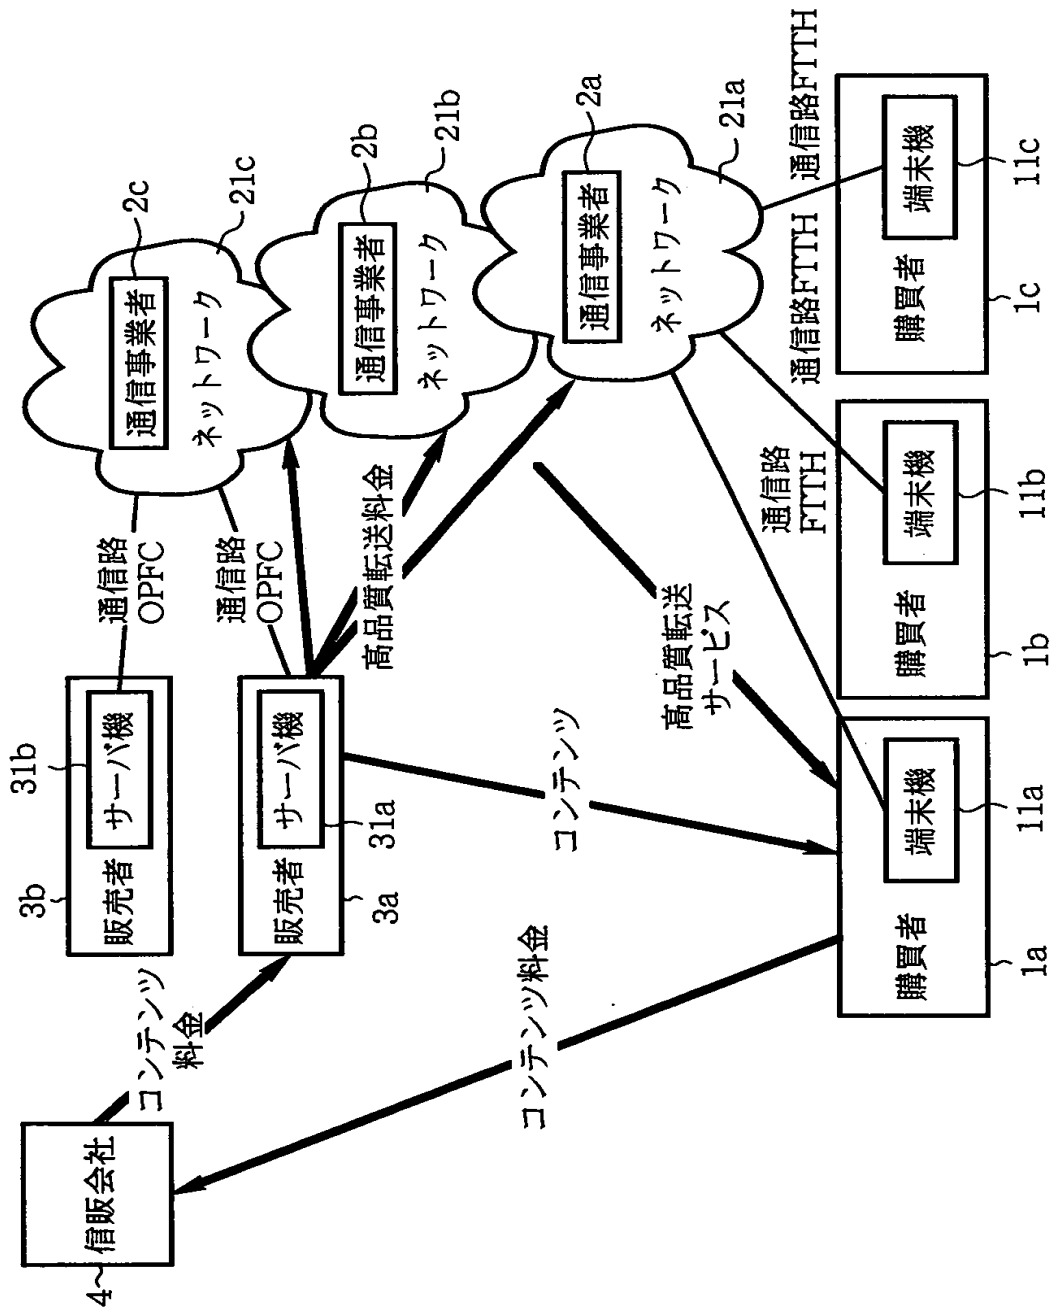 4
信販会社
コンテンツ
料金
コンテンツ料金
3b
販売者
サーバ機
31b
3a
販売者
サーバ機
31a
通信路
OPFC
通信路
OPFC
高品質転送料金
コンテンツ
高品質転送
サービス
通信事業者
2c
ネットワーク
21c
通信事業者
2b
ネットワーク
21b
通信事業者
2a
ネットワーク
21a
通信路
FTTH
通信路FTTH
通信路FTTH
購買者
端末機
1a
11a
購買者
端末機
1b
11b
購買者
端末機
1c
11c